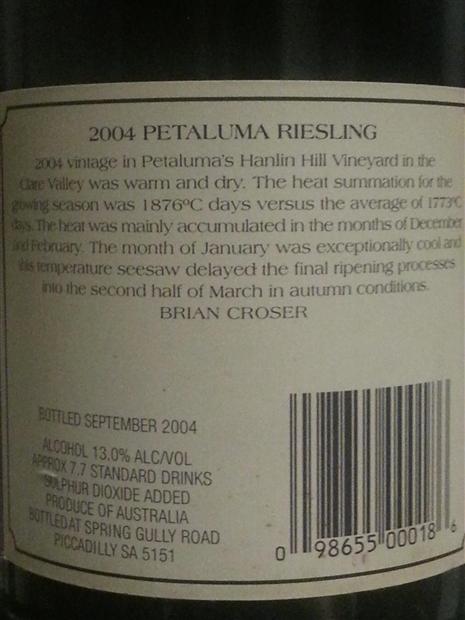 2004 PETALUMA RIESLING
2004 vintage in Petaluma's Hanlin Hill Vineyard in the
Clare Valley was warm and dry. The heat summation for the
growing season was 1876ºC days versus the average of 1773ºC
days. The heat was mainly accumulated in the months of December
and February. The month of January was exceptionally cool and
this temperature seesaw delayed the final ripening processes
into the second half of March in autumn conditions.
BRIAN CROSER
BOTTLED SEPTEMBER 2004
ALCOHOL 13.0% ALC/VOL
APPROX 7.7 STANDARD DRINKS
SULPHUR DIOXIDE ADDED
PRODUCE OF AUSTRALIA
BOTTLED AT SPRING GULLY ROAD
PICCADILLY SA 5151
0 98655 00018 6